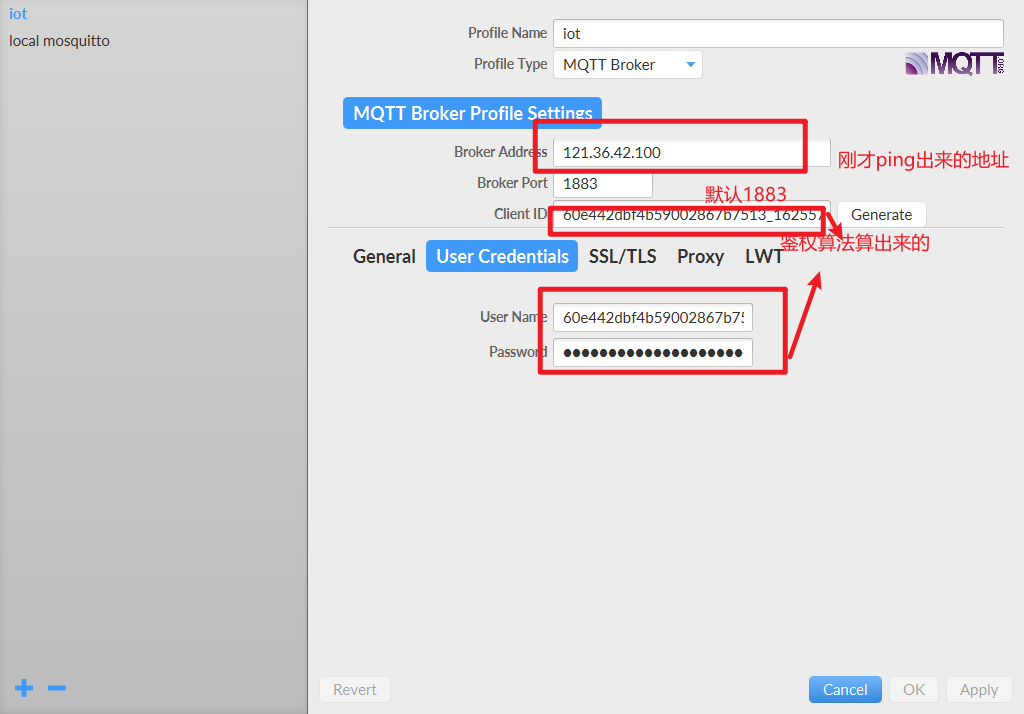 iot
local mosquitto
Profile Name iot
Profile Type MQTT Broker
MQTT.ORG
MQTT Broker Profile Settings
Broker Address 121.36.42.100
刚才ping出来的地址
Broker Port 1883
默认1883
Client ID 60e442dbf4b59002867b7513_162557 Generate
鉴权算法算出来的
General User Credentials SSL/TLS Proxy LWT
User Name 60e442dbf4b59002867b75
Password ●●●●●●●●●●●●●●●●●●●●
Revert Cancel OK Apply